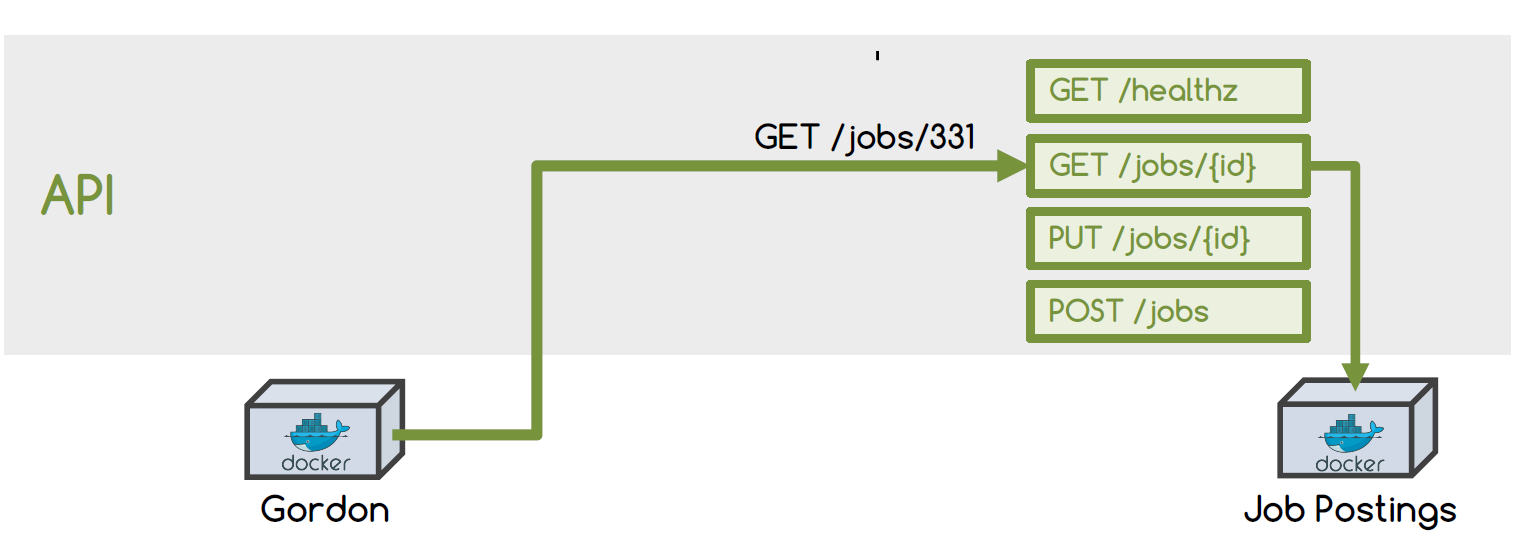 GET /healthz
GET /jobs/331
GET /jobs/{id}
API
PUT /jobs/{id}
POST /jobs
docker
docker
Gordon
Job Postings